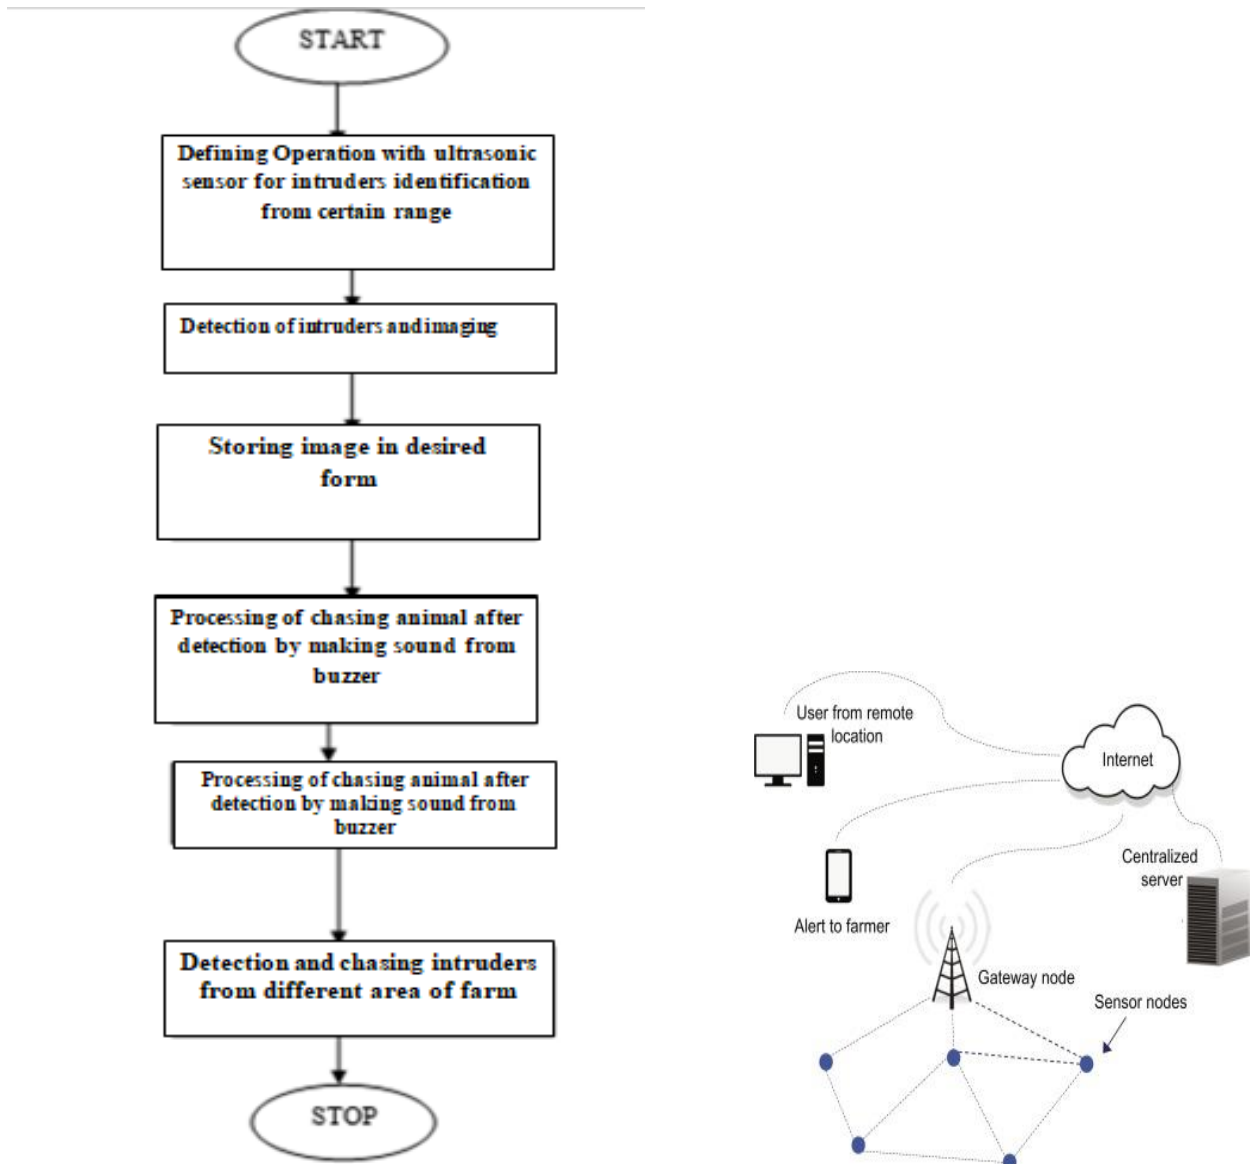 START
Defining Operation with ultrasonic
sensor for intruders identification
from certain range
Detection of intruders and imaging
Storing image in desired
form
Processing of chasing animal after
detection by making sound from
buzzer
Processing of chasing animal after
detection by making sound from
buzzer
Detection and chasing intruders
from different area of farm
STOP
User from remote
location
Internet
Centralized
server
Alert to farmer
Gateway node
Sensor nodes